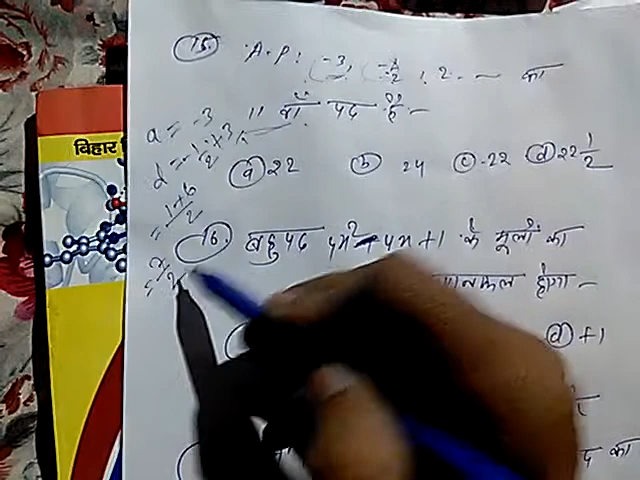 15. A.P: -3, -1/2, 2. — का
11 वाँ पद है —
(a) 22 (b) 24 (c) -22 (d) 22 1/2
a = -3
d = -1/2 + 3
= -1+6/2
बिहार
16. बहुपद 4x² - 4x + 1 के मूलों का
होगा —
(d) +1